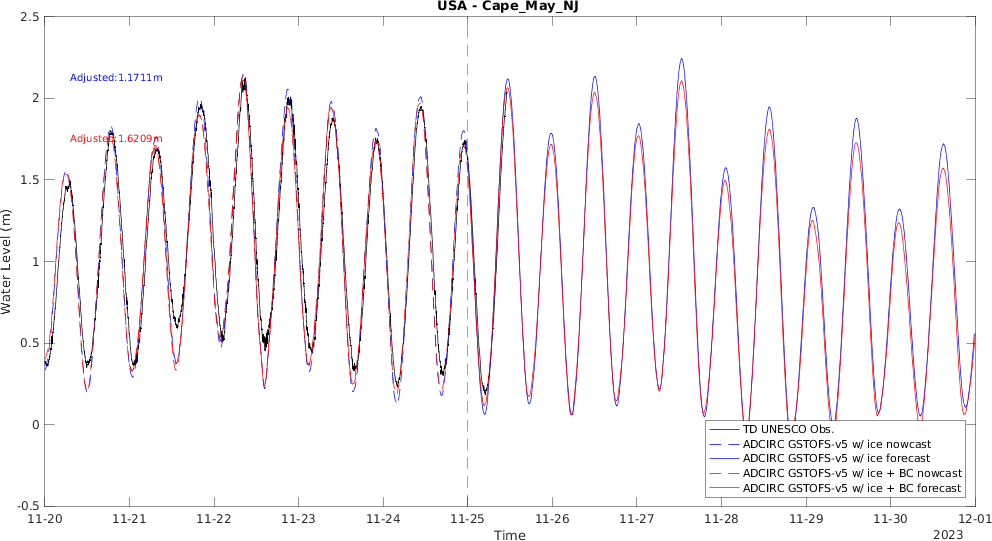 USA - Cape_May_NJ
2.5
2
1.5
1
0.5
0
-0.5
Water Level (m)
Adjusted:1.1711m
Adjusted:1.6209m
TD UNESCO Obs.
ADCIRC GSTOFS-v5 w/ ice nowcast
ADCIRC GSTOFS-v5 w/ ice forecast
ADCIRC GSTOFS-v5 w/ ice + BC nowcast
ADCIRC GSTOFS-v5 w/ ice + BC forecast
11-20 11-21 11-22 11-23 11-24 11-25 11-26 11-27 11-28 11-29 11-30 12-01
Time
2023